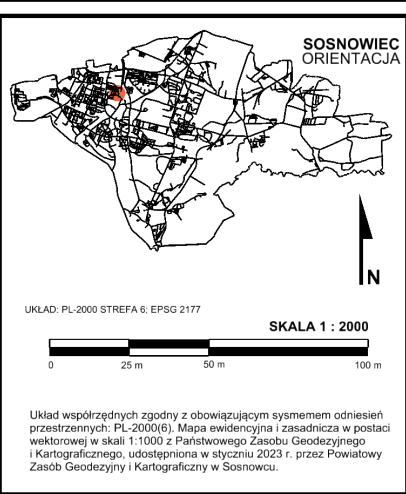 SOSNOWIEC
ORIENTACJA
N
UKŁAD: PL-2000 STREFA 6; EPSG 2177
SKALA 1 : 2000
0 25 m 50 m 100 m
Układ współrzędnych zgodny z obowiązującym sysmemem odniesień
przestrzennych: PL-2000(6). Mapa ewidencyjna i zasadnicza w postaci
wektorowej w skali 1:1000 z Państwowego Zasobu Geodezyjnego
i Kartograficznego, udostępniona w styczniu 2023 r. przez Powiatowy
Zasób Geodezyjny i Kartograficzny w Sosnowcu.